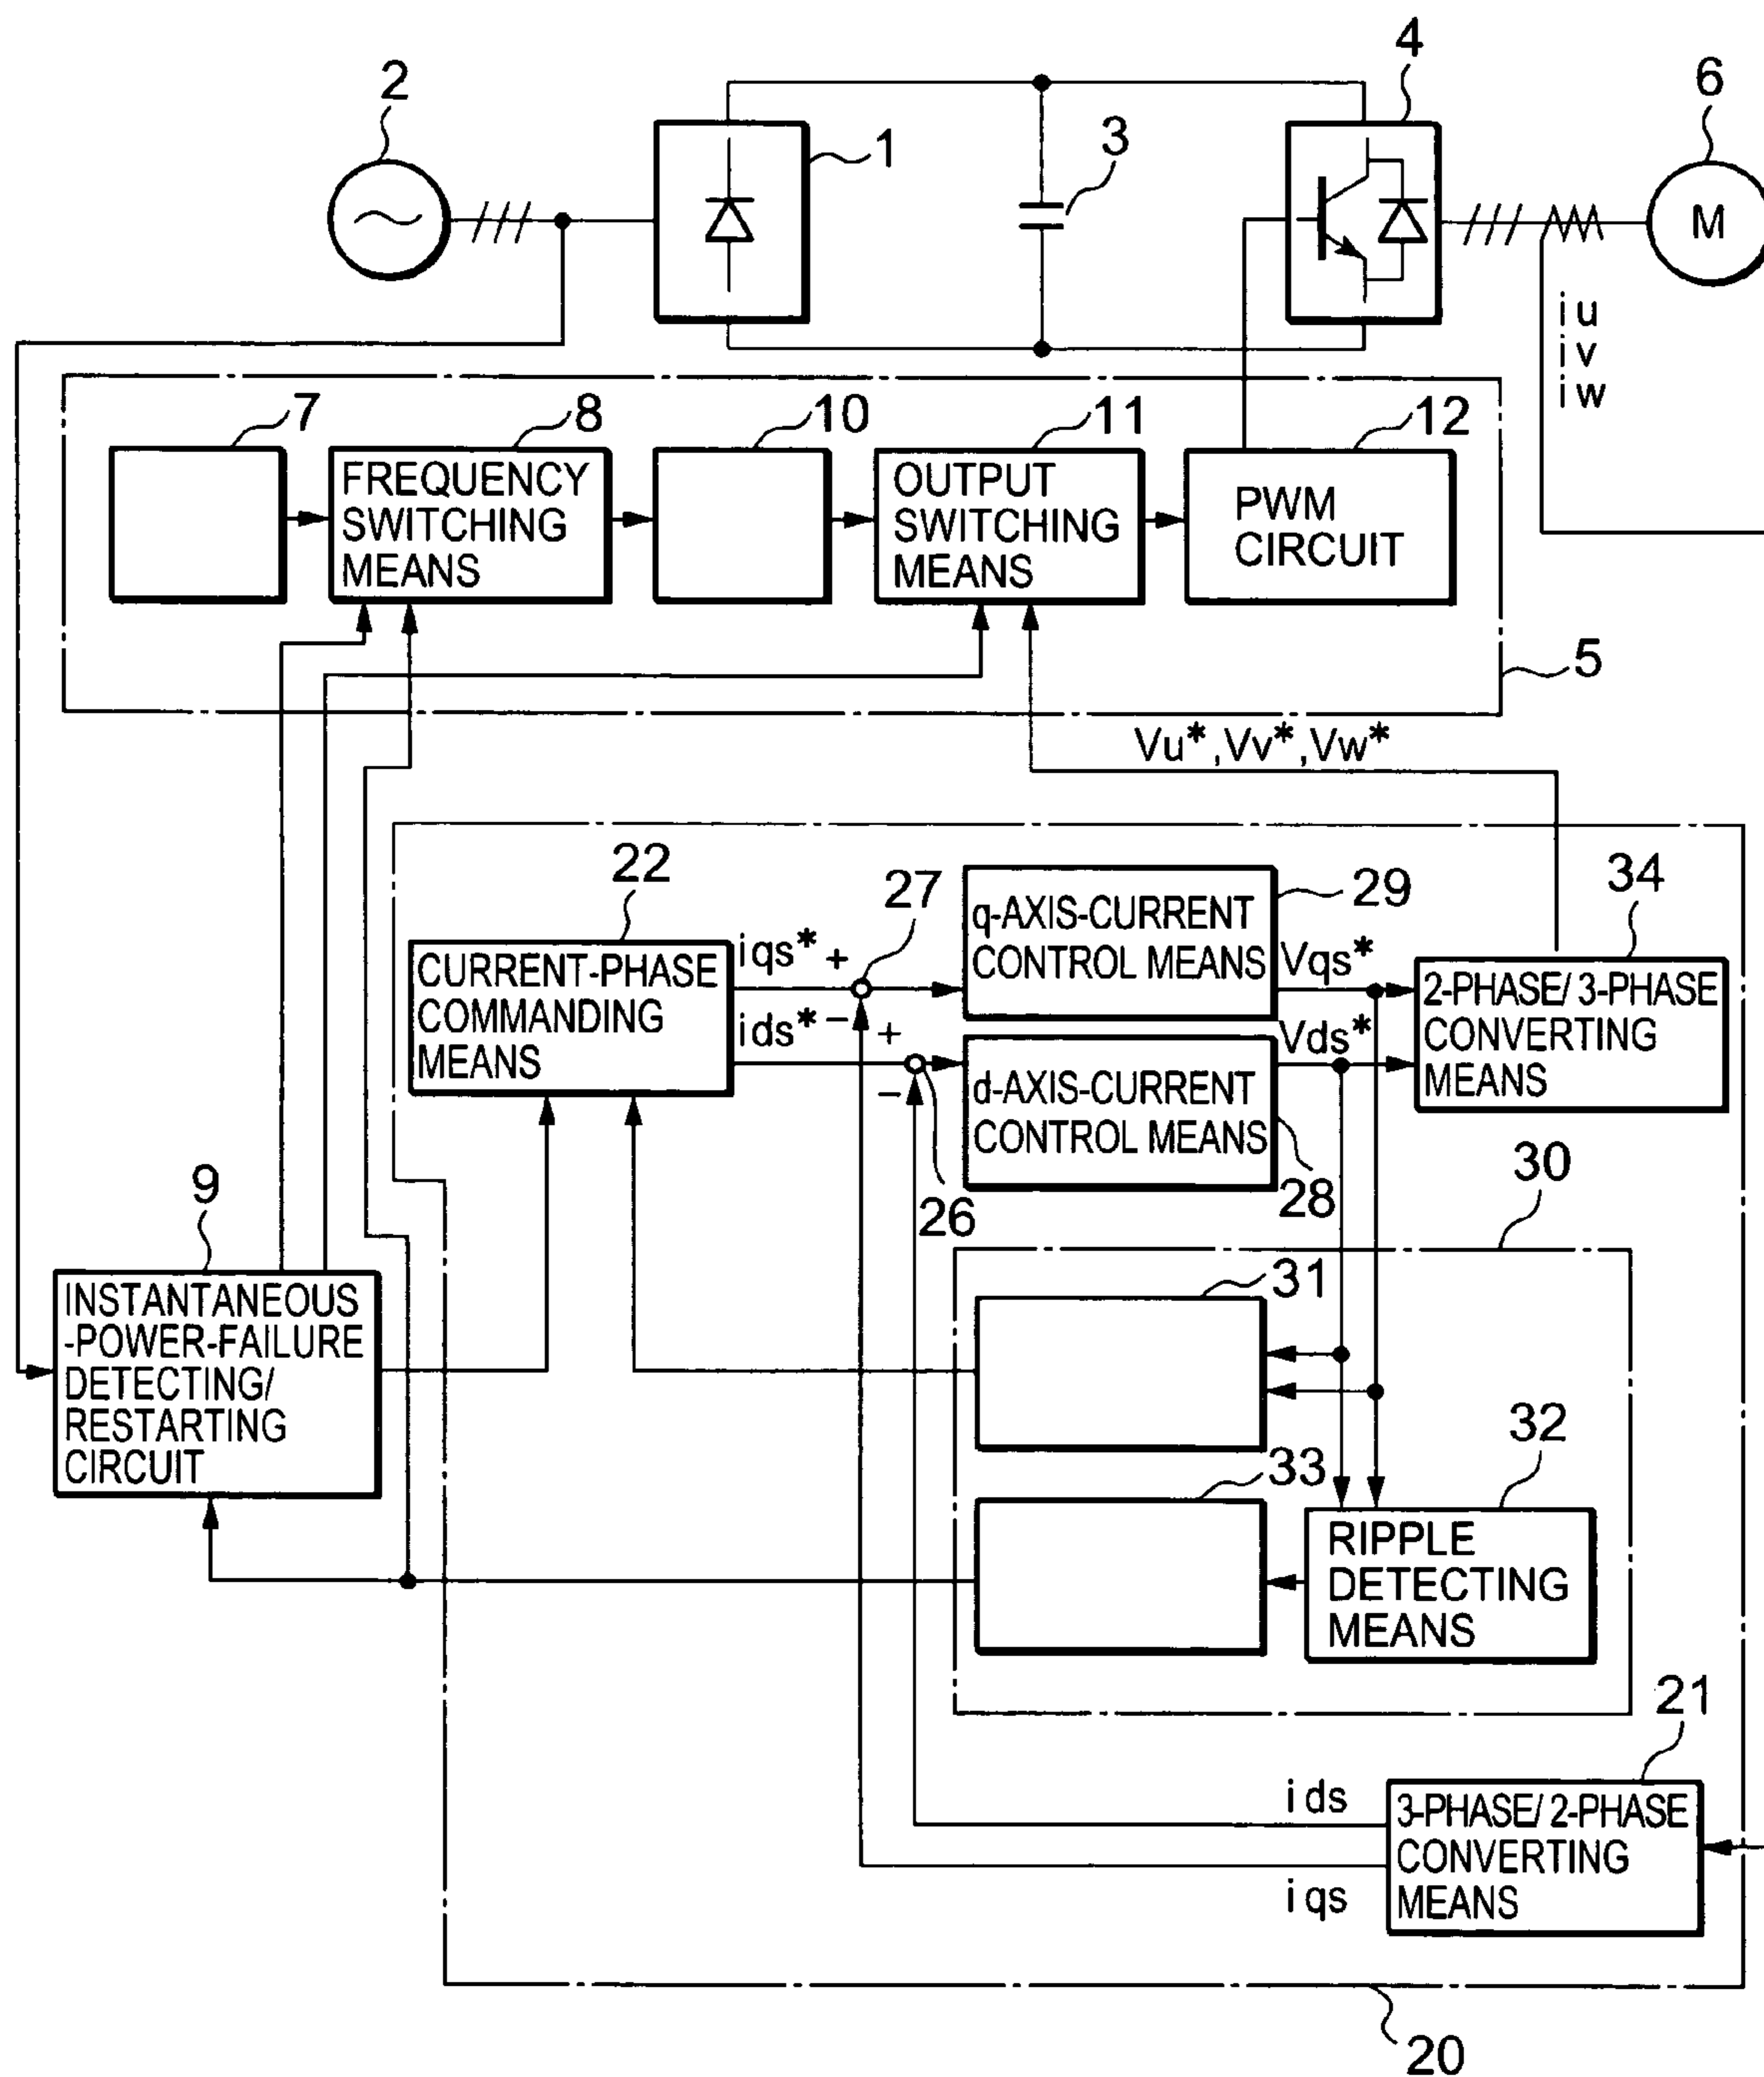 2
1
3
4
6
M
iu
iv
iw
7
8
10
11
12
FREQUENCY
SWITCHING
MEANS
OUTPUT
SWITCHING
MEANS
PWM
CIRCUIT
5
Vu*,Vv*,Vw*
22
27
29
34
CURRENT-PHASE
COMMANDING
MEANS
iqs* +
ids* -
+
-
q-AXIS-CURRENT
CONTROL MEANS
Vqs*
Vds*
d-AXIS-CURRENT
CONTROL MEANS
2-PHASE/3-PHASE
CONVERTING
MEANS
26
28
30
9
INSTANTANEOUS
-POWER-FAILURE
DETECTING/
RESTARTING
CIRCUIT
31
32
33
RIPPLE
DETECTING
MEANS
21
ids
iqs
3-PHASE/2-PHASE
CONVERTING
MEANS
20